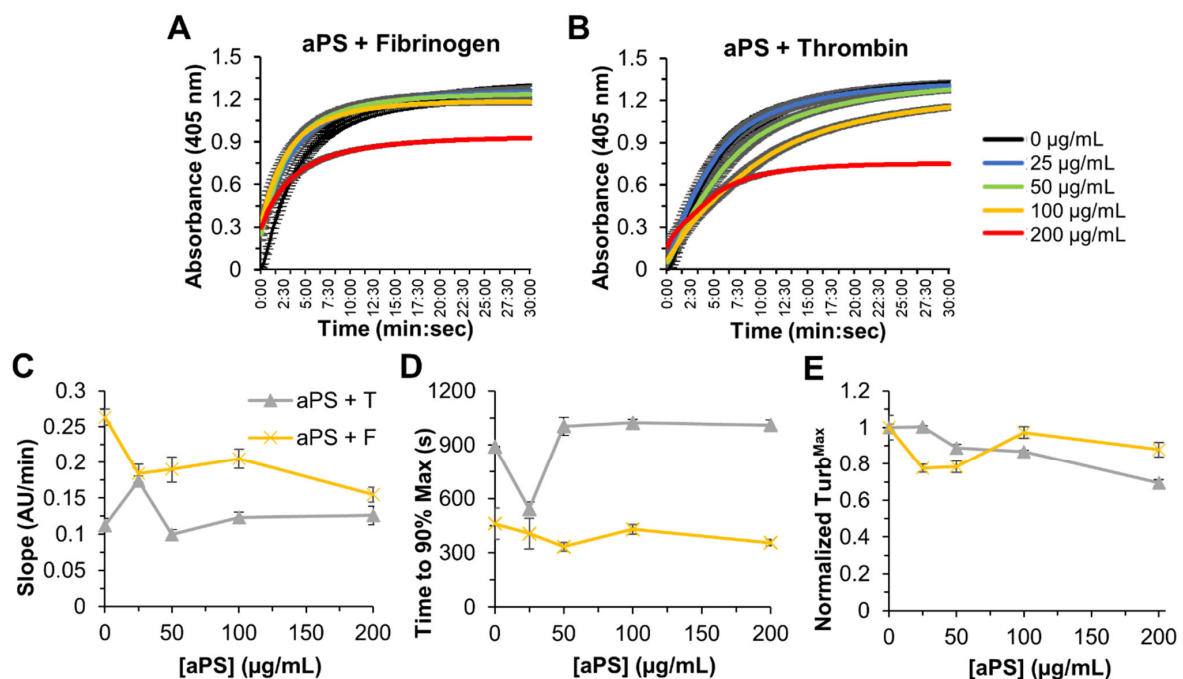 A
aPS + Fibrinogen
Absorbance (405 nm)
1.5
1.2
0.9
0.6
0.3
0
0:00
2:30
5:00
7:30
10:00
12:30
15:00
17:30
20:00
22:30
25:00
27:30
30:00
Time (min:sec)
B
aPS + Thrombin
Absorbance (405 nm)
1.5
1.2
0.9
0.6
0.3
0
0:00
2:30
5:00
7:30
10:00
12:30
15:00
17:30
20:00
22:30
25:00
27:30
30:00
Time (min:sec)
0 µg/mL
25 µg/mL
50 µg/mL
100 µg/mL
200 µg/mL
C
Slope (AU/min)
0.3
0.25
0.2
0.15
0.1
0.05
0
0 50 100 150 200
[aPS] (µg/mL)
aPS + T
aPS + F
D
Time to 90% Max (s)
1200
900
600
300
0
0 50 100 150 200
[aPS] (µg/mL)
E
Normalized Turb^Max
1.2
1
0.8
0.6
0.4
0.2
0
0 50 100 150 200
[aPS] (µg/mL)